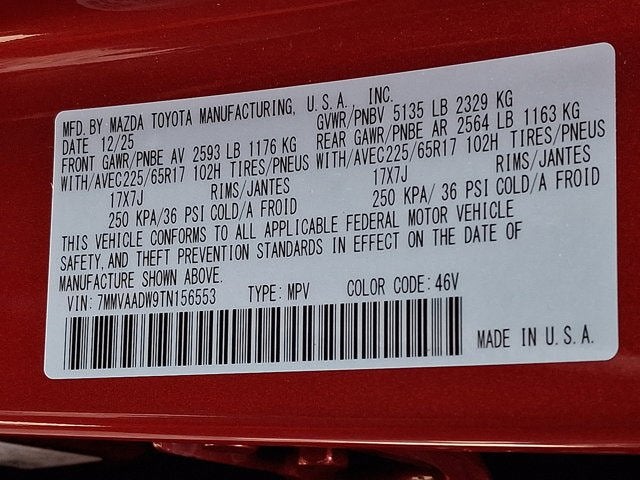 MFD. BY MAZDA TOYOTA MANUFACTURING, U.S.A. INC.
DATE 12/25 GVWR/PNBV 5135 LB 2329 KG
FRONT GAWR/PNBE AV 2593 LB 1176 KG REAR GAWR/PNBE AR 2564 LB 1163 KG
WITH/AVEC225/65R17 102H TIRES/PNEUS WITH/AVEC225/65R17 102H TIRES/PNEUS
17X7J RIMS/JANTES 17X7J RIMS/JANTES
250 KPA/36 PSI COLD/A FROID 250 KPA/ 36 PSI COLD/A FROID
THIS VEHICLE CONFORMS TO ALL APPLICABLE FEDERAL MOTOR VEHICLE
SAFETY, AND THEFT PREVENTION STANDARDS IN EFFECT ON THE DATE OF
MANUFACTURE SHOWN ABOVE.
VIN: 7MMVAADW9TN156553 TYPE: MPV COLOR CODE: 46V
MADE IN U.S.A.